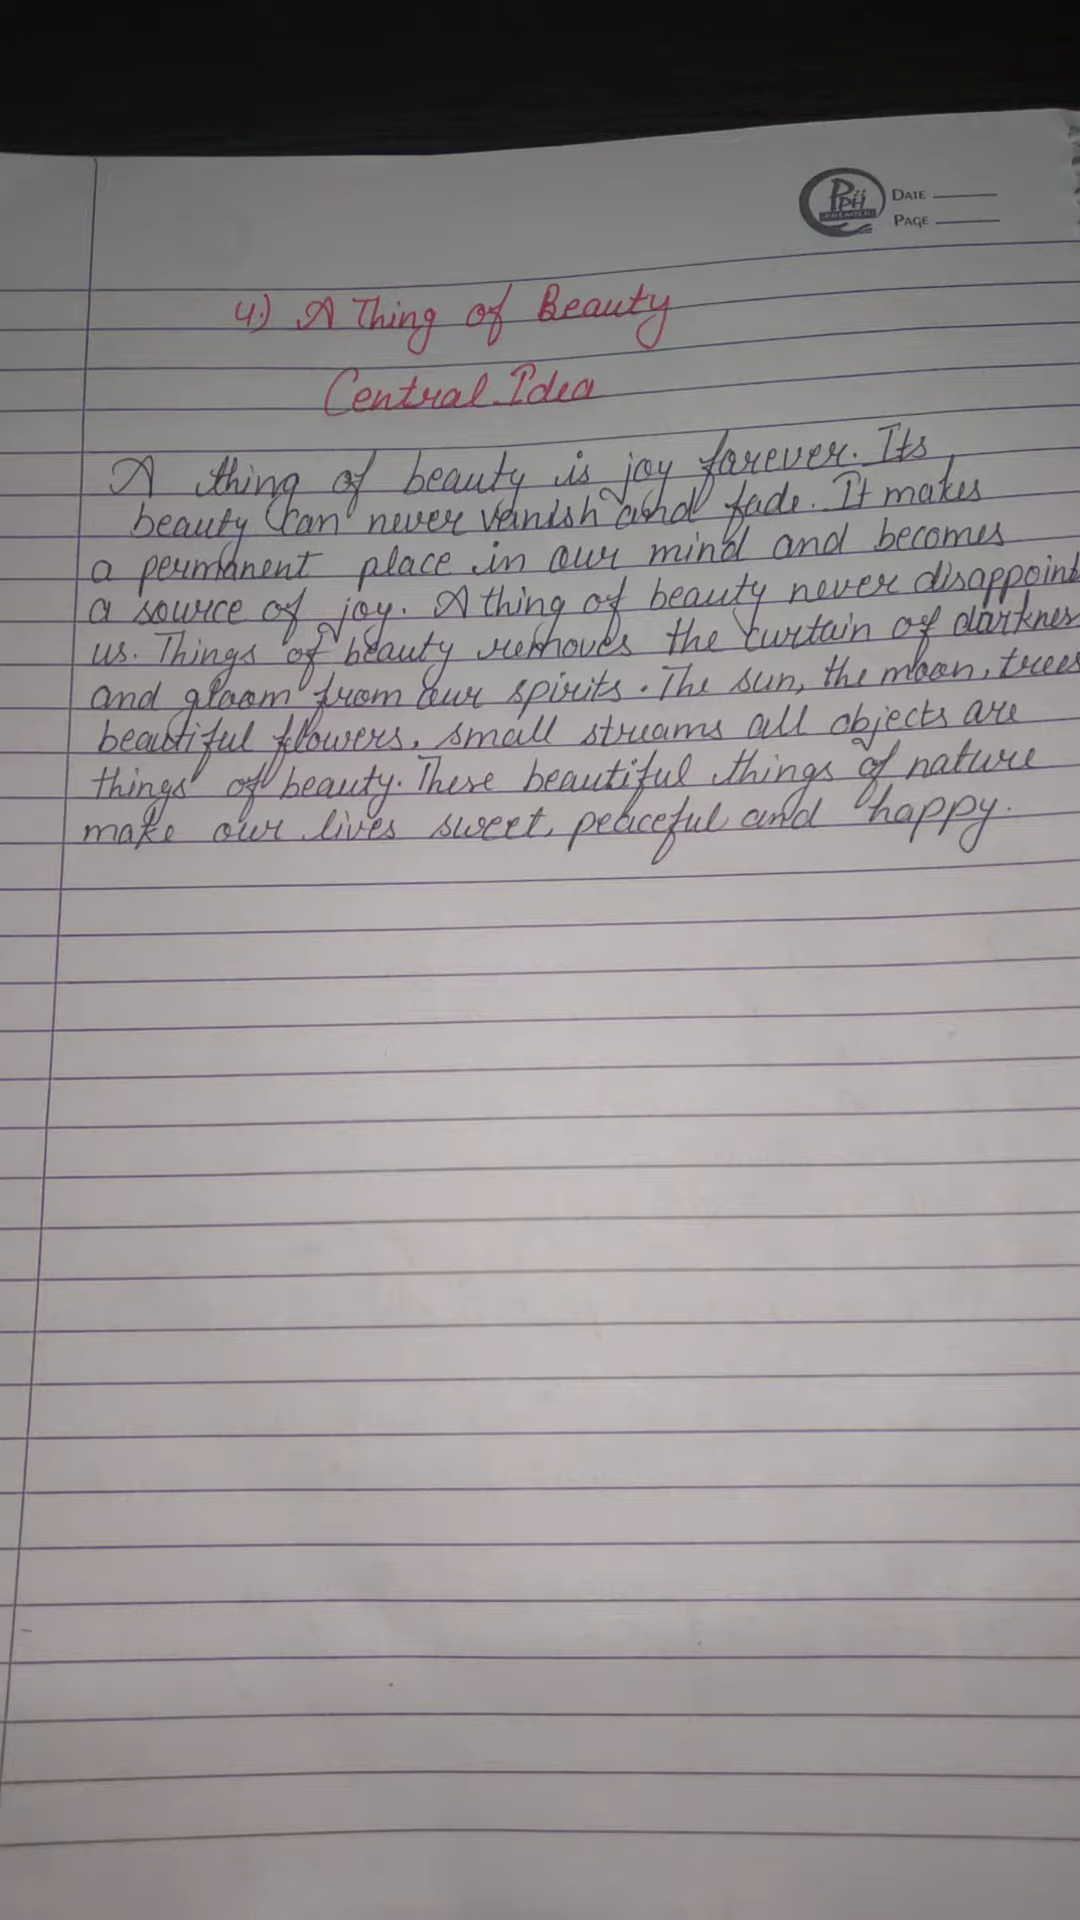 PPH
PREMIER
DATE
PAGE
4.) A Thing of Beauty
Central Idea
A thing of beauty is joy forever. Its
beauty can never vanish and fade. It makes
a permanent place in our mind and becomes
a source of joy. A thing of beauty never disappoint
us. Things of beauty removes the curtain of darknes
and gloom from our spirits. The sun, the moon, trees
beautiful flowers, small streams all objects are
things of beauty. These beautiful things of nature
make our lives sweet, peaceful and happy.